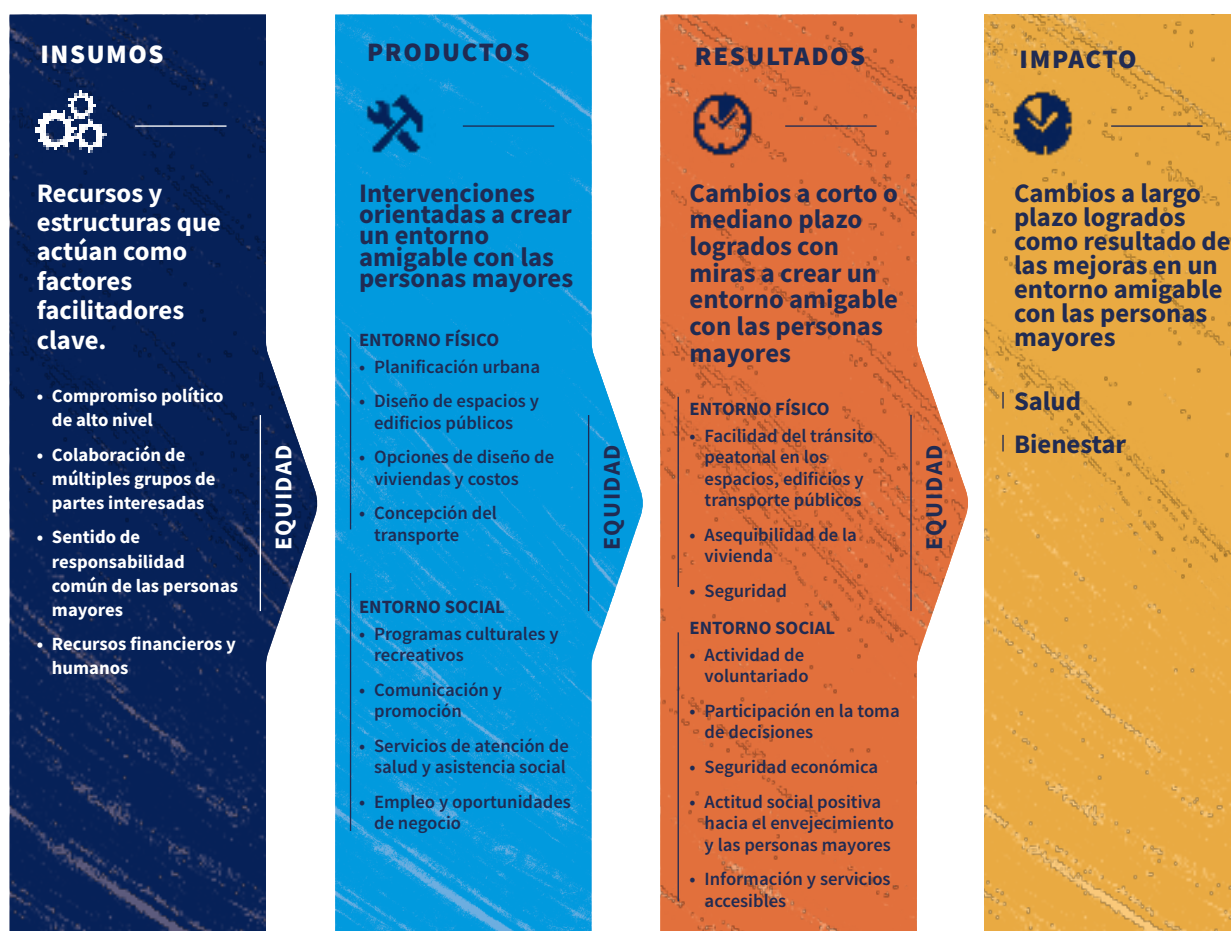 INSUMOS
Recursos y
estructuras que
actúan como
factores
facilitadores
clave.
• Compromiso político
de alto nivel
• Colaboración de
múltiples grupos de
partes interesadas
• Sentido de
responsabilidad
común de las personas
mayores
• Recursos financieros y
humanos
EQUIDAD
PRODUCTOS
Intervenciones
orientadas a crear
un entorno
amigable con las
personas mayores
ENTORNO FÍSICO
• Planificación urbana
• Diseño de espacios y
edificios públicos
• Opciones de diseño de
viviendas y costos
• Concepción del
transporte
ENTORNO SOCIAL
• Programas culturales y
recreativos
• Comunicación y
promoción
• Servicios de atención de
salud y asistencia social
• Empleo y oportunidades
de negocio
EQUIDAD
RESULTADOS
Cambios a corto o
mediano plazo
logrados con
miras a crear un
entorno amigable
con las personas
mayores
ENTORNO FÍSICO
• Facilidad del tránsito
peatonal en los
espacios, edificios y
transporte públicos
• Asequibilidad de la
vivienda
• Seguridad
ENTORNO SOCIAL
• Actividad de
voluntariado
• Participación en la toma
de decisiones
• Seguridad económica
• Actitud social positiva
hacia el envejecimiento
y las personas mayores
• Información y servicios
accesibles
EQUIDAD
IMPACTO
Cambios a largo
plazo logrados
como resultado de
las mejoras en un
entorno amigable
con las personas
mayores
Salud
Bienestar